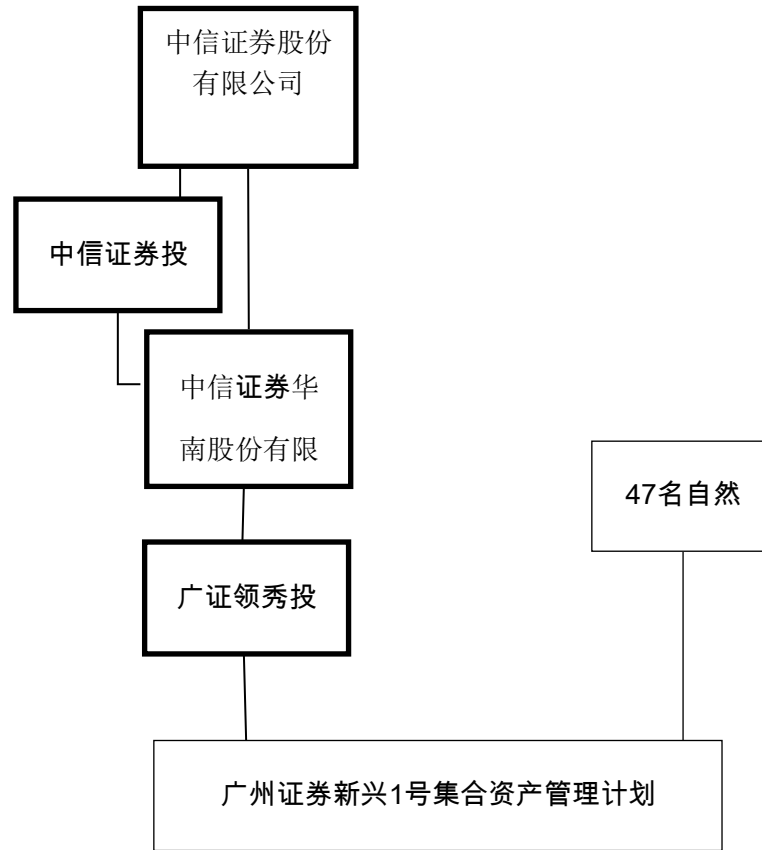 中信证券股份
有限公司
中信证券投
中信证券华
南股份有限
47名自然
广证领秀投
广州证券新兴1号集合资产管理计划